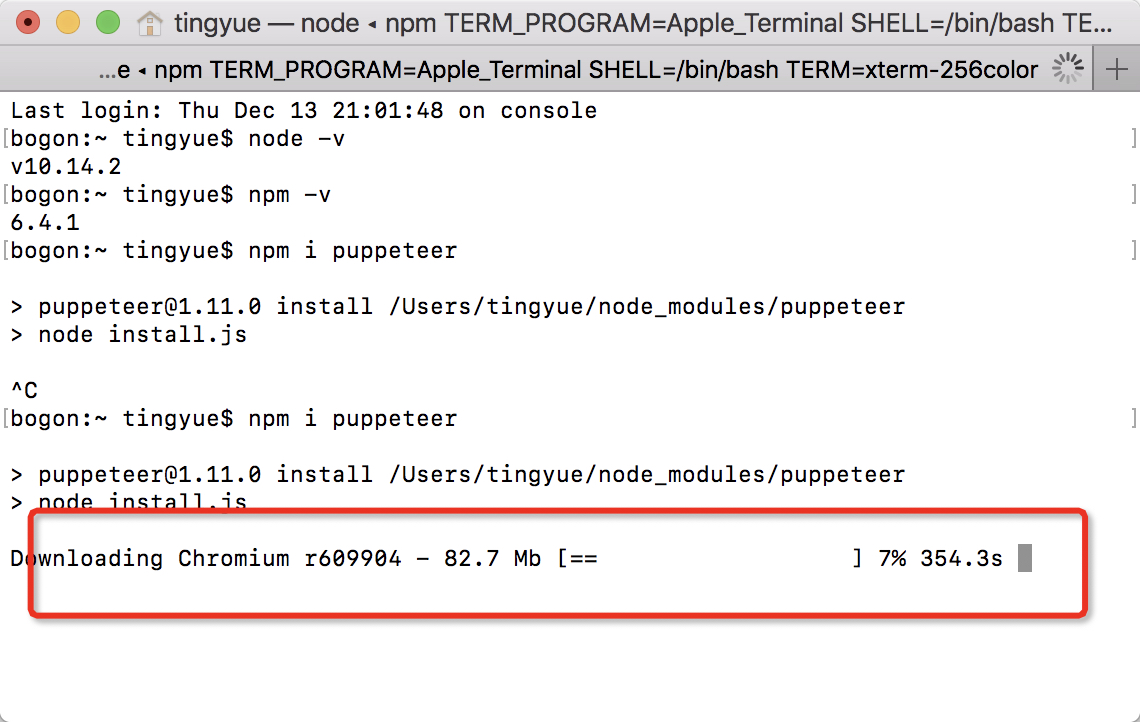 tingyue — node ◂ npm TERM_PROGRAM=Apple_Terminal SHELL=/bin/bash TE...
...e ◂ npm TERM_PROGRAM=Apple_Terminal SHELL=/bin/bash TERM=xterm-256color
Last login: Thu Dec 13 21:01:48 on console
[bogon:~ tingyue$ node -v ]
v10.14.2
[bogon:~ tingyue$ npm -v ]
6.4.1
[bogon:~ tingyue$ npm i puppeteer ]
> puppeteer@1.11.0 install /Users/tingyue/node_modules/puppeteer
> node install.js
^C
[bogon:~ tingyue$ npm i puppeteer ]
> puppeteer@1.11.0 install /Users/tingyue/node_modules/puppeteer
> node install.js
Downloading Chromium r609904 - 82.7 Mb [== ] 7% 354.3s